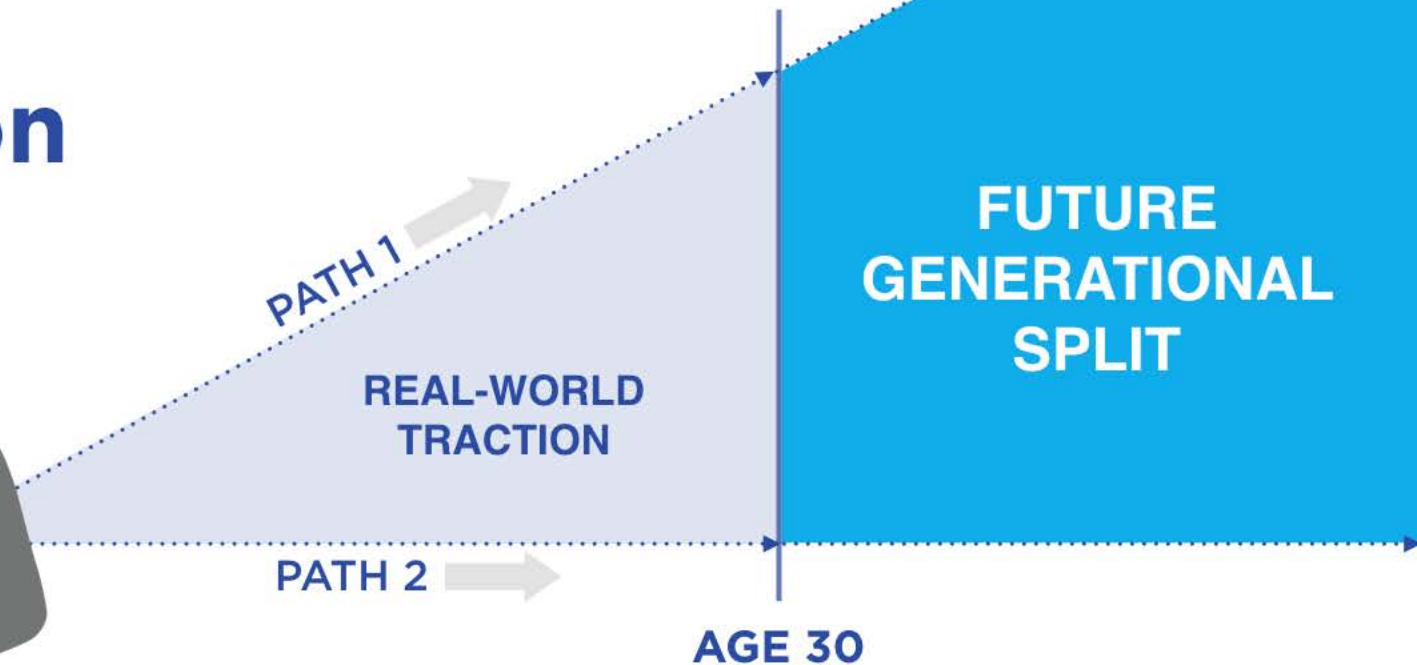 on
PATH 1
REAL-WORLD
TRACTION
FUTURE
GENERATIONAL
SPLIT
PATH 2
AGE 30